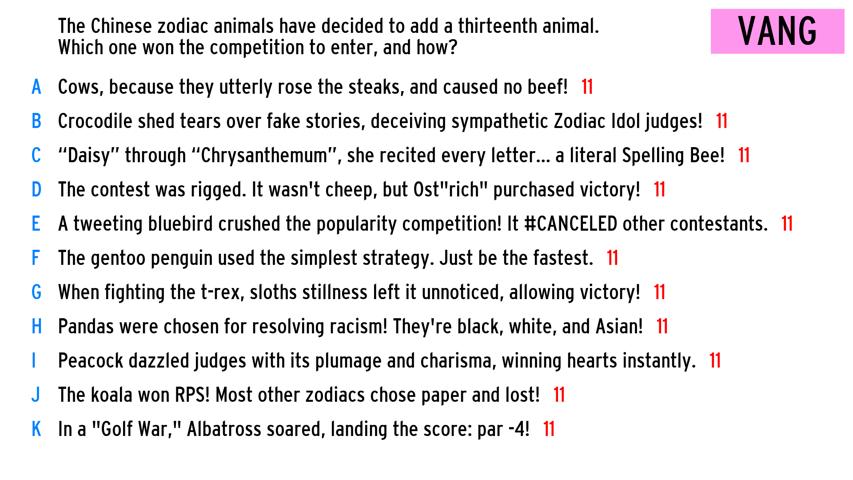 The Chinese zodiac animals have decided to add a thirteenth animal.
Which one won the competition to enter, and how?
VANG
A Cows, because they utterly rose the steaks, and caused no beef! 11
B Crocodile shed tears over fake stories, deceiving sympathetic Zodiac Idol judges! 11
C “Daisy” through “Chrysanthemum”, she recited every letter... a literal Spelling Bee! 11
D The contest was rigged. It wasn't cheep, but Ost"rich" purchased victory! 11
E A tweeting bluebird crushed the popularity competition! It #CANCELED other contestants. 11
F The gentoo penguin used the simplest strategy. Just be the fastest. 11
G When fighting the t-rex, sloths stillness left it unnoticed, allowing victory! 11
H Pandas were chosen for resolving racism! They're black, white, and Asian! 11
I Peacock dazzled judges with its plumage and charisma, winning hearts instantly. 11
J The koala won RPS! Most other zodiacs chose paper and lost! 11
K In a "Golf War," Albatross soared, landing the score: par -4! 11